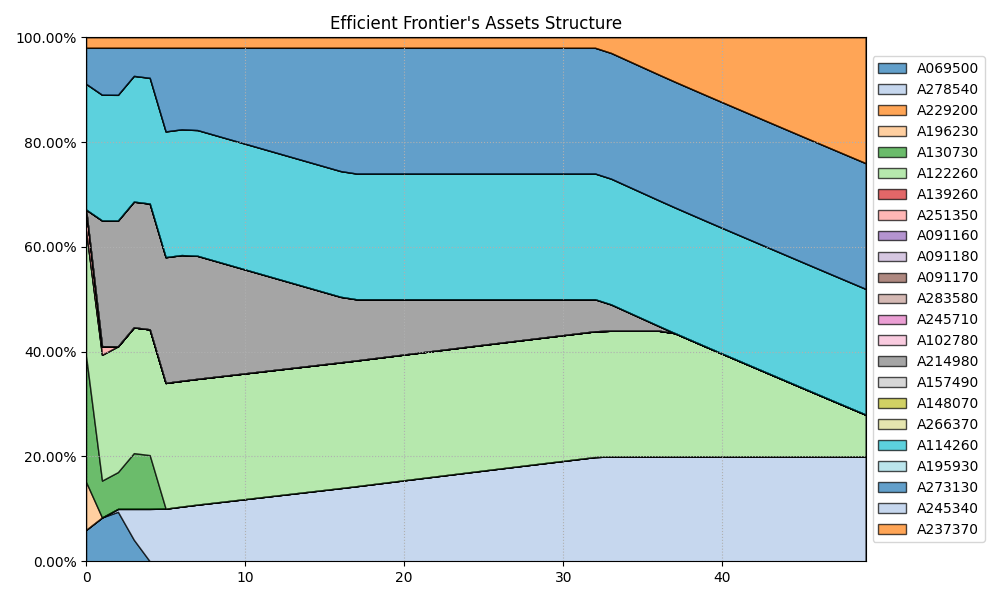 Efficient Frontier's Assets Structure
100.00%
80.00%
60.00%
40.00%
20.00%
0.00%
0
10
20
30
40
A069500
A278540
A229200
A196230
A130730
A122260
A139260
A251350
A091160
A091180
A091170
A283580
A245710
A102780
A214980
A157490
A148070
A266370
A114260
A195930
A273130
A245340
A237370